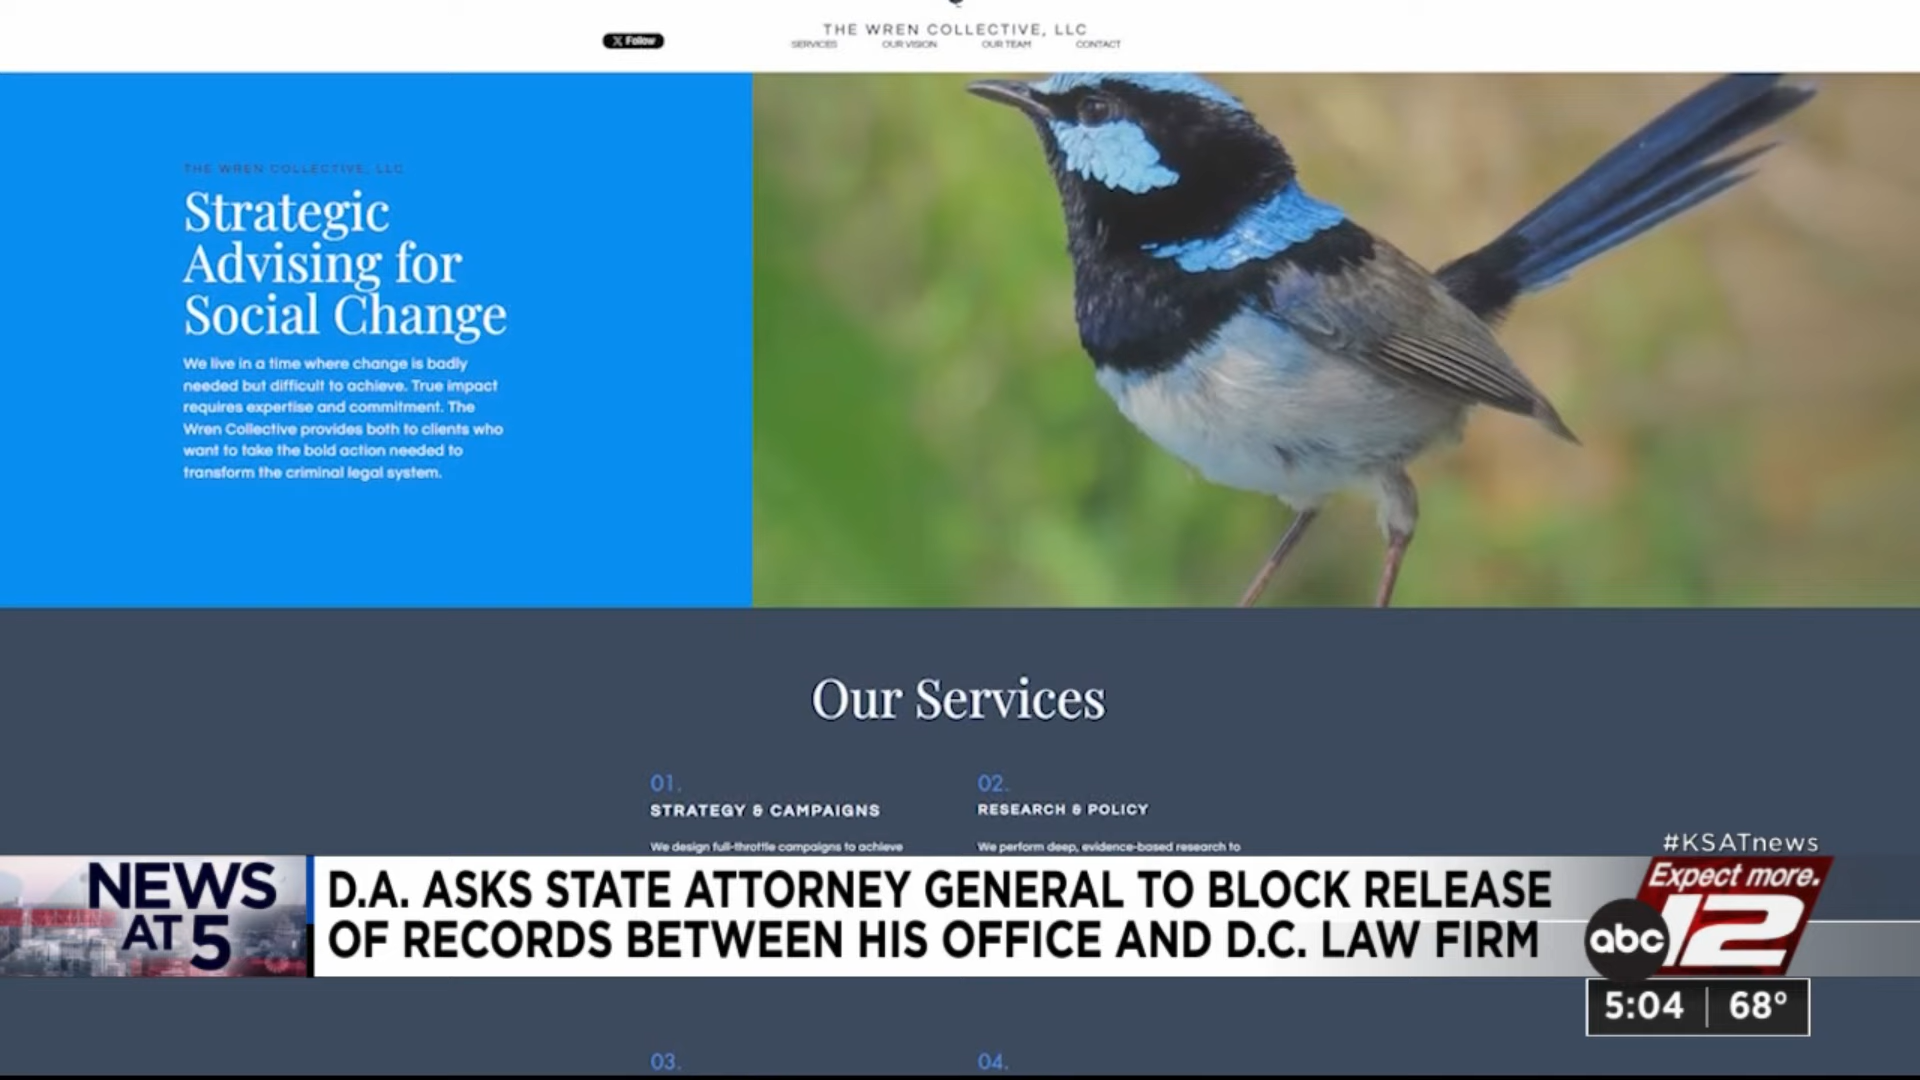 THE WREN COLLECTIVE, LLC
X Follow
SERVICES OUR VISION OUR TEAM CONTACT
THE WREN COLLECTIVE, LLC
Strategic
Advising for
Social Change
We live in a time where change is badly
needed but difficult to achieve. True impact
requires expertise and commitment. The
Wren Collective provides both to clients who
want to take the bold action needed to
transform the criminal legal system.
Our Services
01.
STRATEGY & CAMPAIGNS
We design full-throttle campaigns to achieve
02.
RESEARCH & POLICY
We perform deep, evidence-based research to
#KSATnews
NEWS
AT 5
D.A. ASKS STATE ATTORNEY GENERAL TO BLOCK RELEASE
OF RECORDS BETWEEN HIS OFFICE AND D.C. LAW FIRM
Expect more.
abc 12
5:04 68°
03.
04.